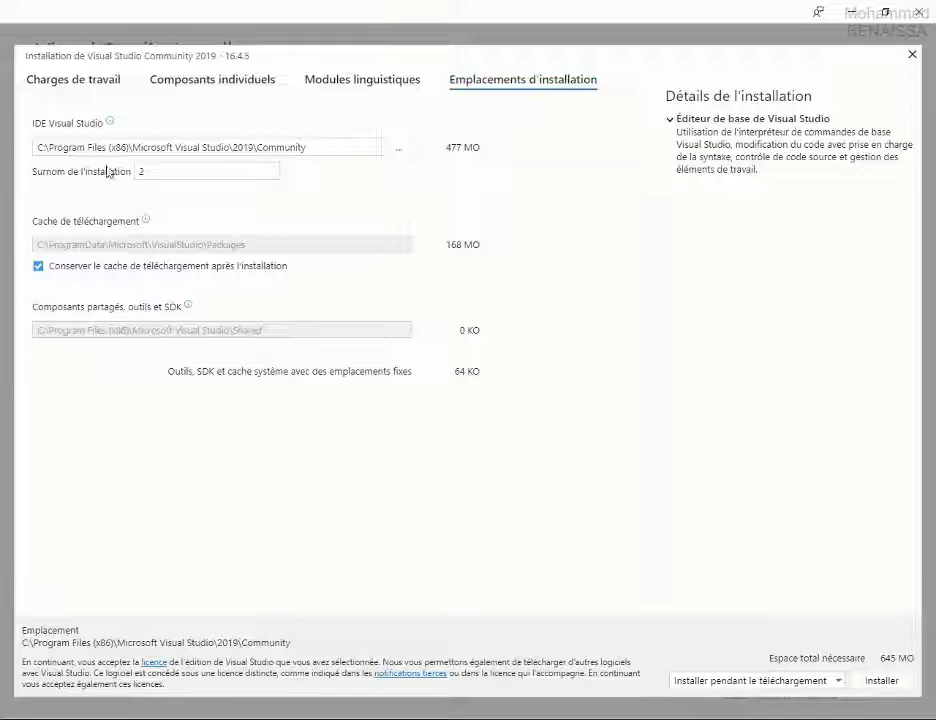 Mohammed
RENAISSA
Installation de Visual Studio Community 2019 - 16.4.5
Charges de travail
Composants individuels
Modules linguistiques
Emplacements d'installation
IDE Visual Studio
C:\Program Files (x86)\Microsoft Visual Studio\2019\Community
...
477 MO
Surnom de l'installation
2
Cache de téléchargement
C:\ProgramData\Microsoft\VisualStudio\Packages
168 MO
Conserver le cache de téléchargement après l'installation
Composants partagés, outils et SDK
C:\Program Files (x86)\Microsoft Visual Studio\Shared
0 KO
Outils, SDK et cache système avec des emplacements fixes
64 KO
Détails de l'installation
Éditeur de base de Visual Studio
Utilisation de l'interpréteur de commandes de base
Visual Studio, modification du code avec prise en charge
de la syntaxe, contrôle de code source et gestion des
éléments de travail.
Emplacement
C:\Program Files (x86)\Microsoft Visual Studio\2019\Community
En continuant, vous acceptez la licence de l'édition de Visual Studio que vous avez sélectionnée. Nous vous permettons également de télécharger d'autres logiciels
avec Visual Studio. Ce logiciel est concédé sous une licence distincte, comme indiqué dans les notifications tierces ou dans la licence qui l'accompagne. En continuant
vous acceptez également ces licences.
Espace total nécessaire
645 MO
Installer pendant le téléchargement
Installer